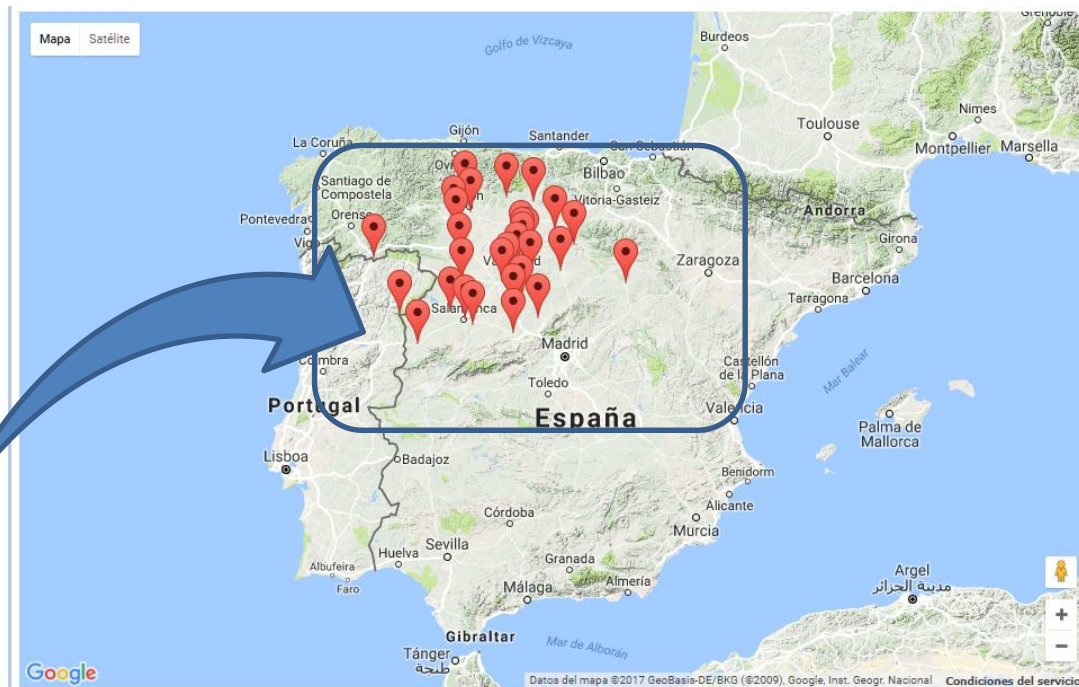 Mapa Satélite
Grenoble
Burdeos
Golfo de Vizcaya
Nimes
Toulouse
Montpellier Marsella
Gijón
La Coruña
Santander
San Sebastián
Bilbao
Santiago de
Compostela
Vitoria-Gasteiz
Andorra
Pontevedra
Orense
Vigo
Girona
Zaragoza
Barcelona
Tarragona
Salamanca
Madrid
Coimbra
Castellón
de la Plana
Mar Balear
Toledo
Portugal
España
Valencia
Palma de
Mallorca
Lisboa
Badajoz
Benidorm
Alicante
Córdoba
Murcia
Huelva Sevilla
Granada
Albufeira
Faro
Málaga
Almería
Argel
مدينة الجزائر
Gibraltar
Mar de Alborán
Tánger
طنجة
Google
Datos del mapa ©2017 GeoBasis-DE/BKG (©2009), Google, Inst. Geogr. Nacional Condiciones del servicio